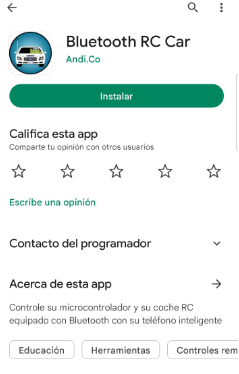 Bluetooth RC Car
Andi.Co
Instalar
Califica esta app
Comparte tu opinión con otros usuarios
Escribe una opinión
Contacto del programador
Acerca de esta app
Controle su microcontrolador y su coche RC
equipado con Bluetooth con su teléfono inteligente
Educación
Herramientas
Controles rem